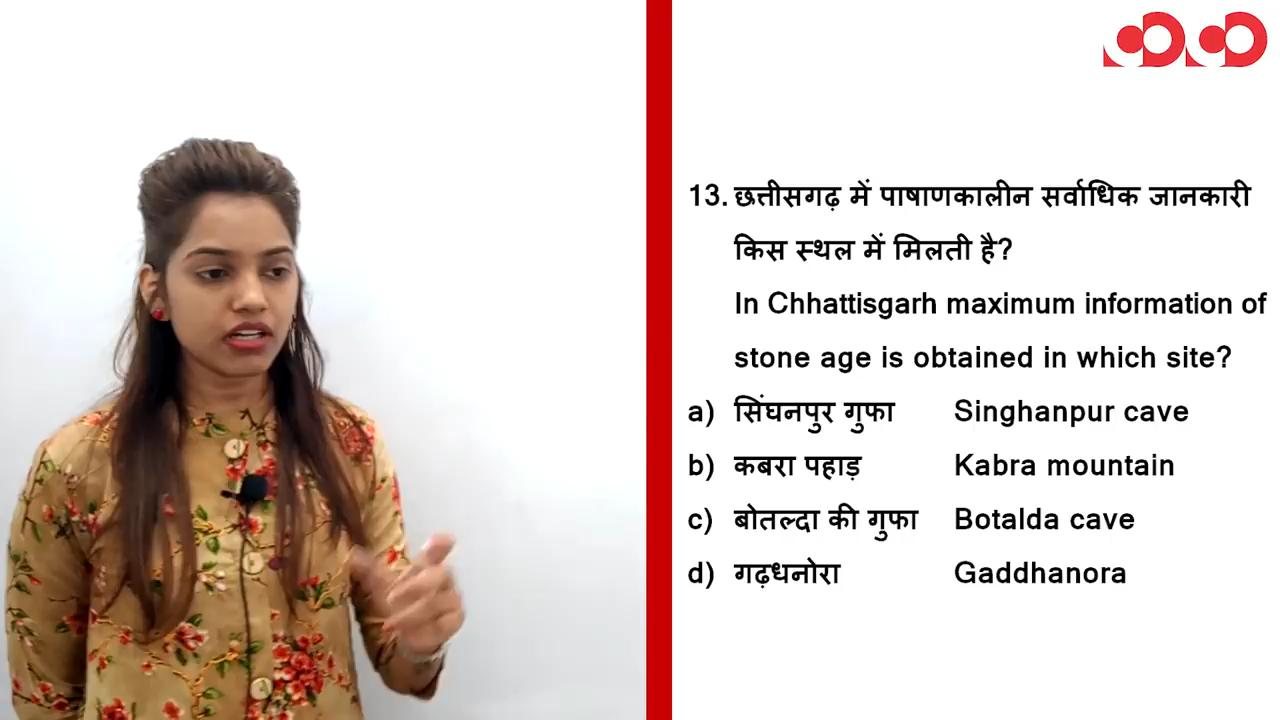 13. छत्तीसगढ़ में पाषाणकालीन सर्वाधिक जानकारी
किस स्थल में मिलती है?
In Chhattisgarh maximum information of
stone age is obtained in which site?
a) सिंघनपुर गुफा Singhanpur cave
b) कबरा पहाड़ Kabra mountain
c) बोतल्दा की गुफा Botalda cave
d) गढ़धनोरा Gaddhanora